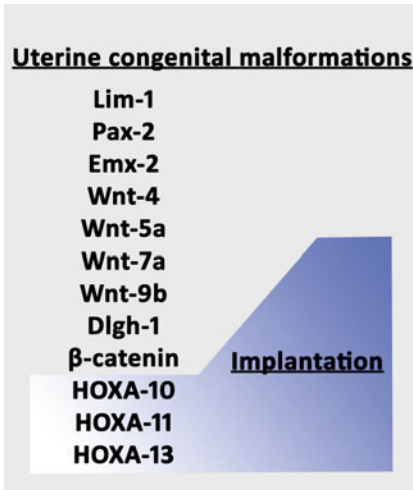 Uterine congenital malformations
Lim-1
Pax-2
Emx-2
Wnt-4
Wnt-5a
Wnt-7a
Wnt-9b
Dlgh-1
β-catenin
Implantation
HOXA-10
HOXA-11
HOXA-13